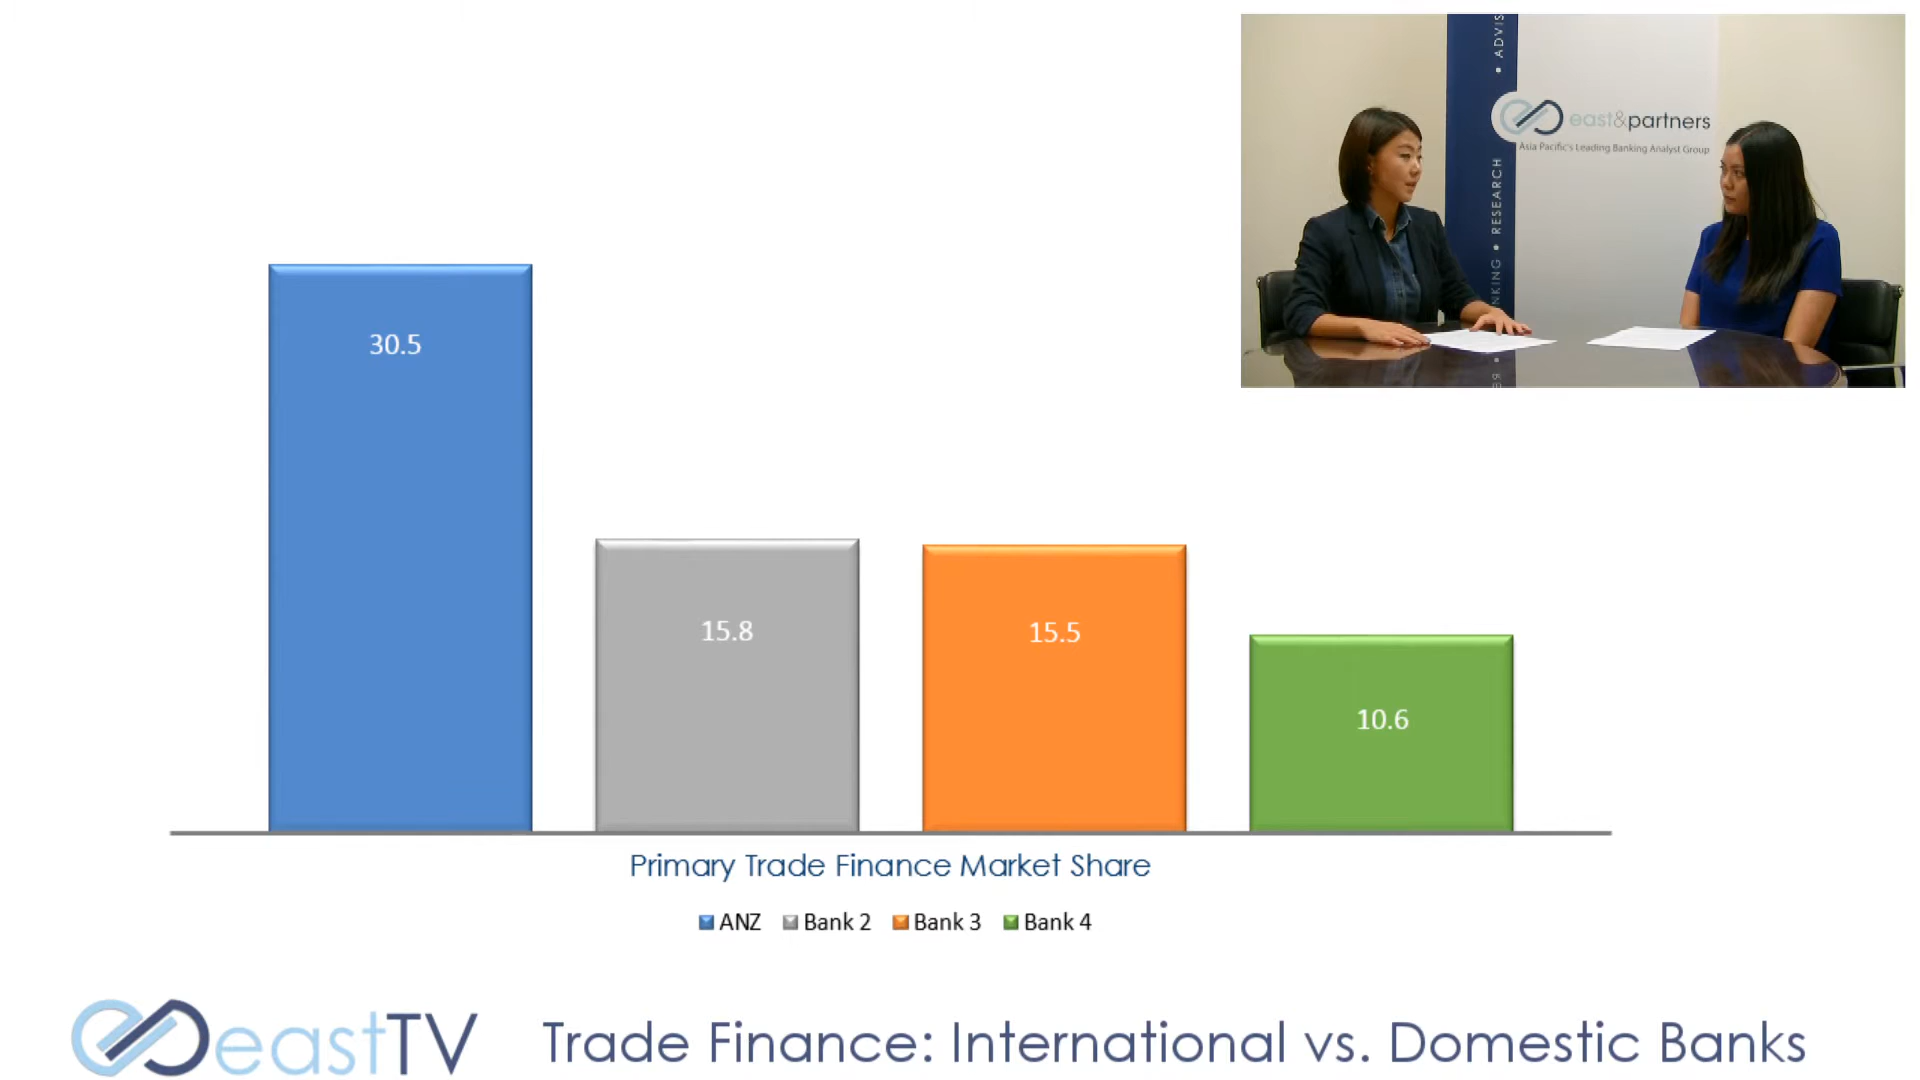 30.5
15.8
15.5
10.6
Primary Trade Finance Market Share
ANZ Bank 2 Bank 3 Bank 4
• ADVIS
east&partners
Asia Pacific's Leading Banking Analyst Group
NKING • RESEARCH
eastTV
Trade Finance: International vs. Domestic Banks